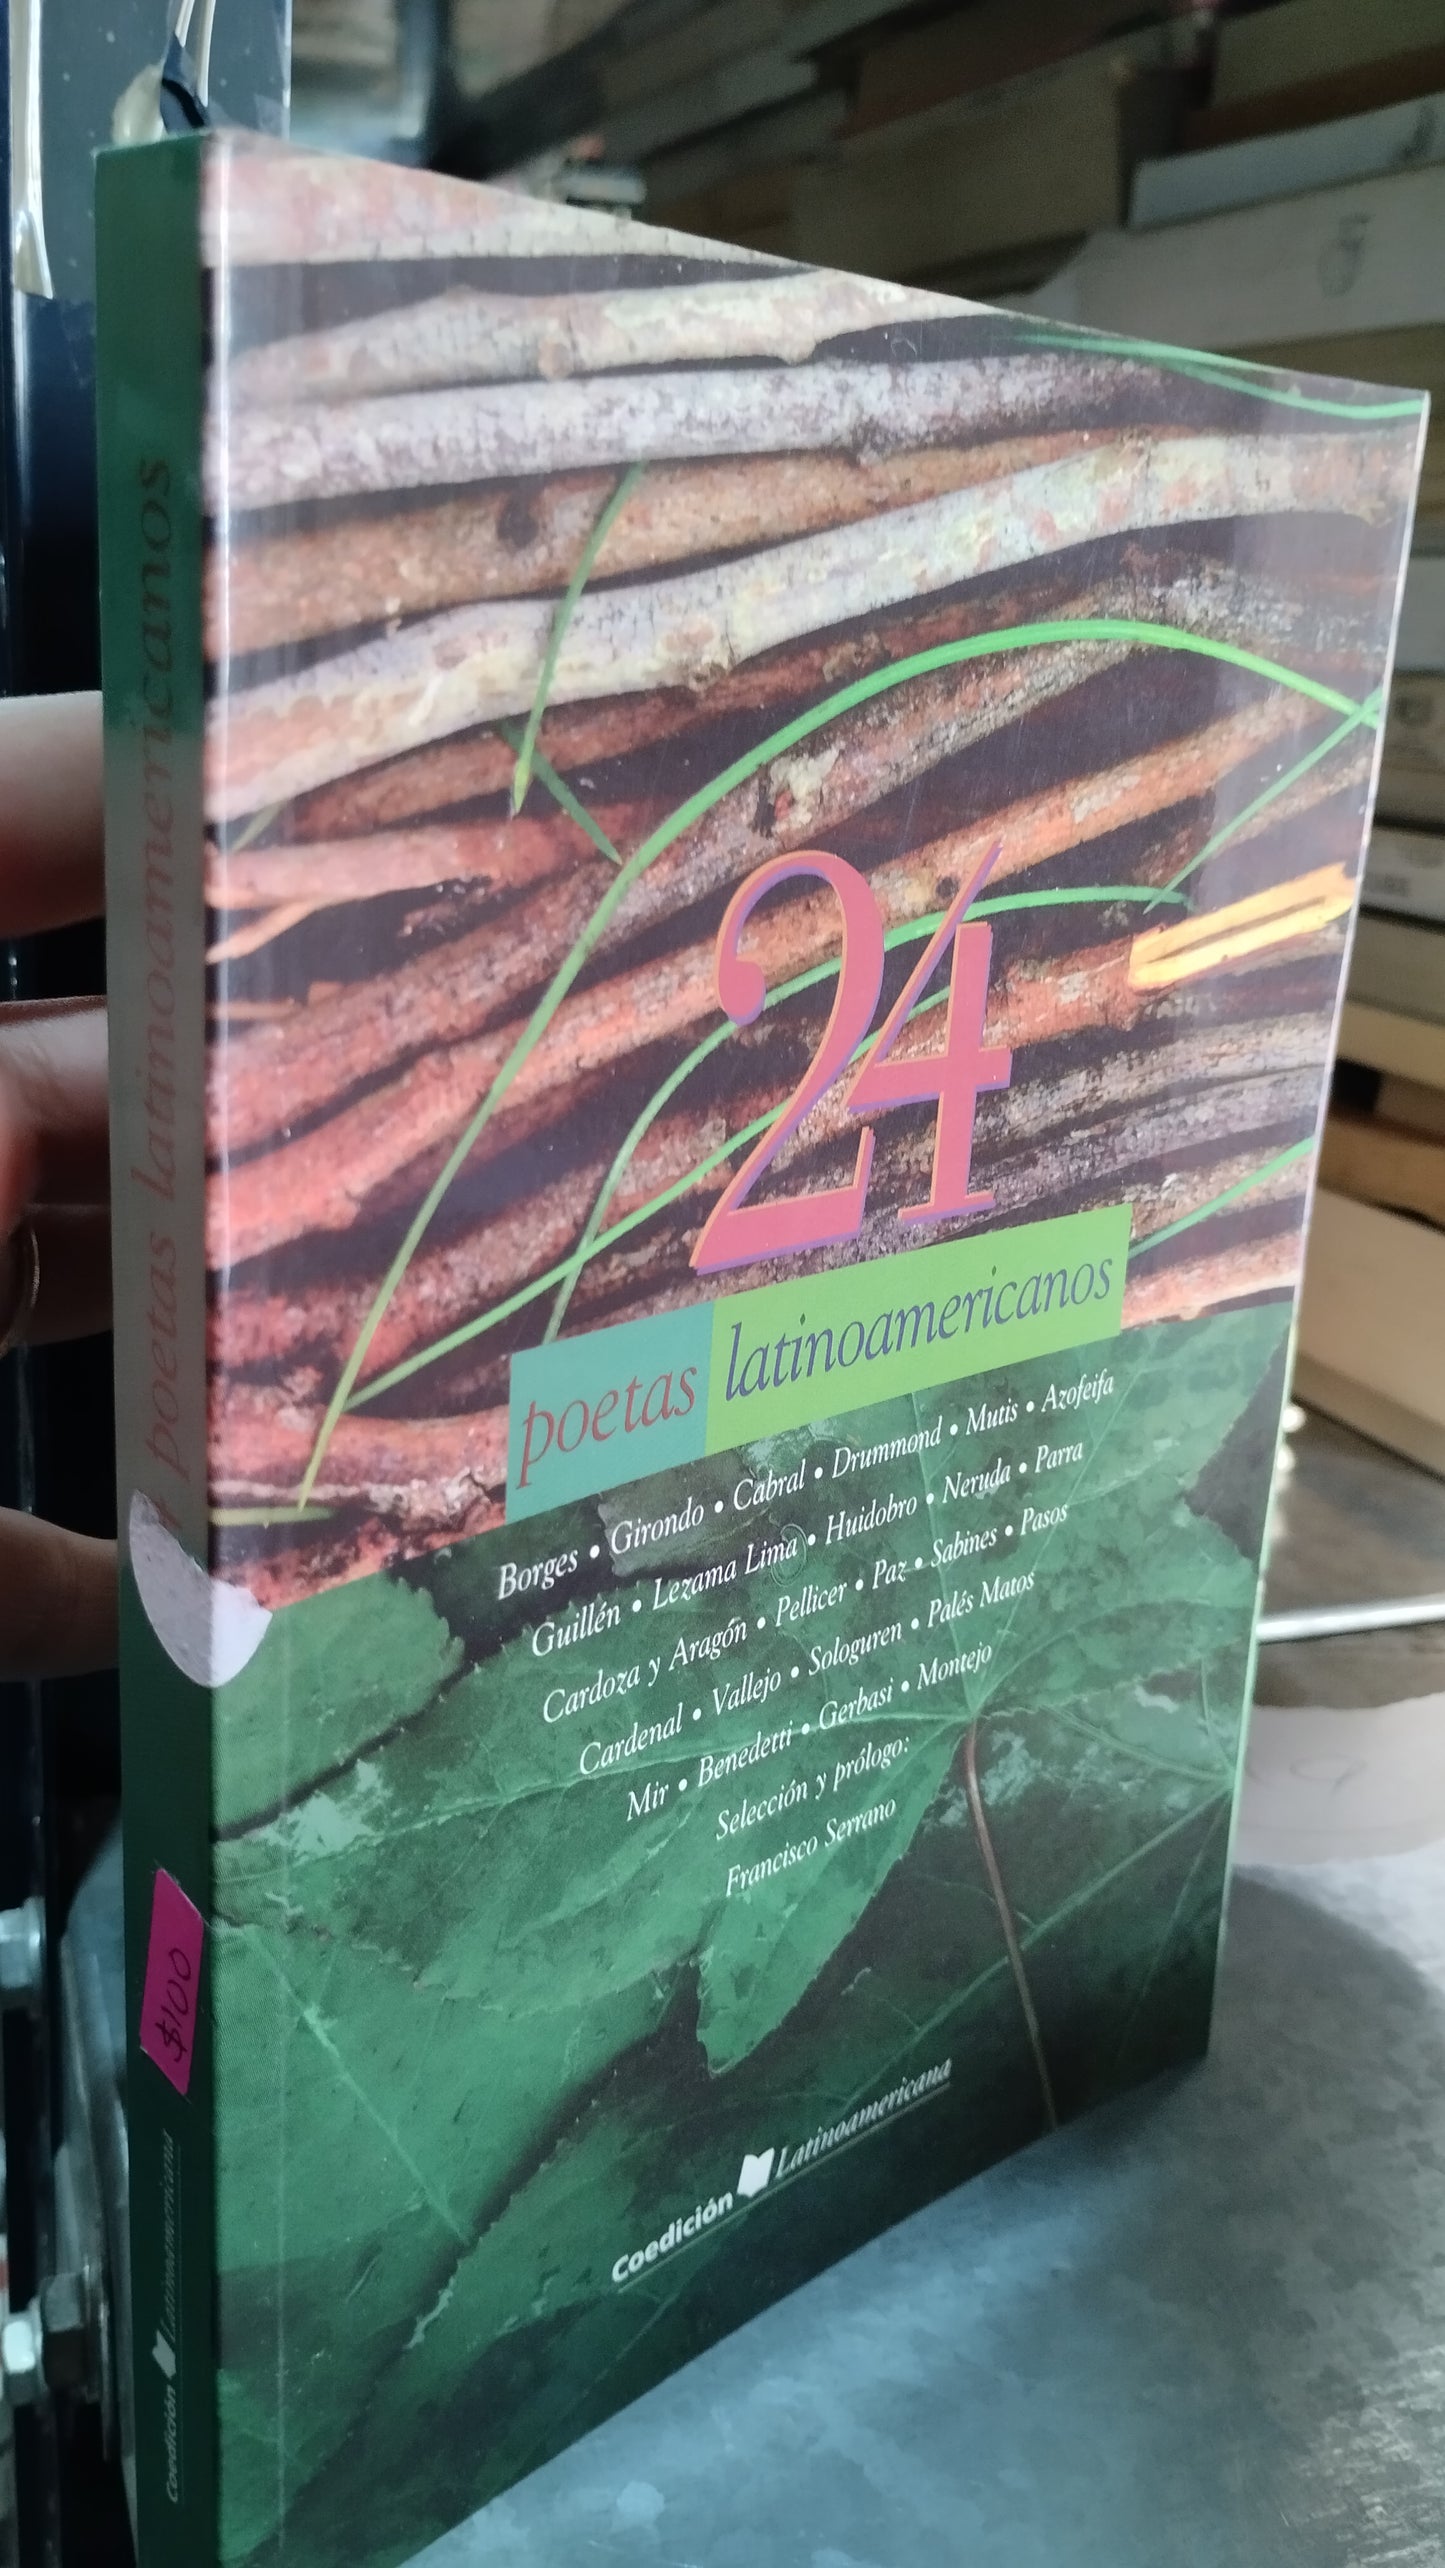 24
poetas latinoamericanos
Borges • Girondo • Cabral • Drummond • Mutis • Azofeifa
Guillén • Lezama Lima • Huidobro • Neruda • Parra
Cardoza y Aragón • Pellicer • Paz • Sabines • Pasos
Cardenal • Vallejo • Sologuren • Palés Matos
Mir • Benedetti • Gerbasi • Montejo
Selección y prólogo:
Francisco Serrano
Coedición Latinoamericana
poetas latinoamericanos
$100
Coedición Latinoamericana